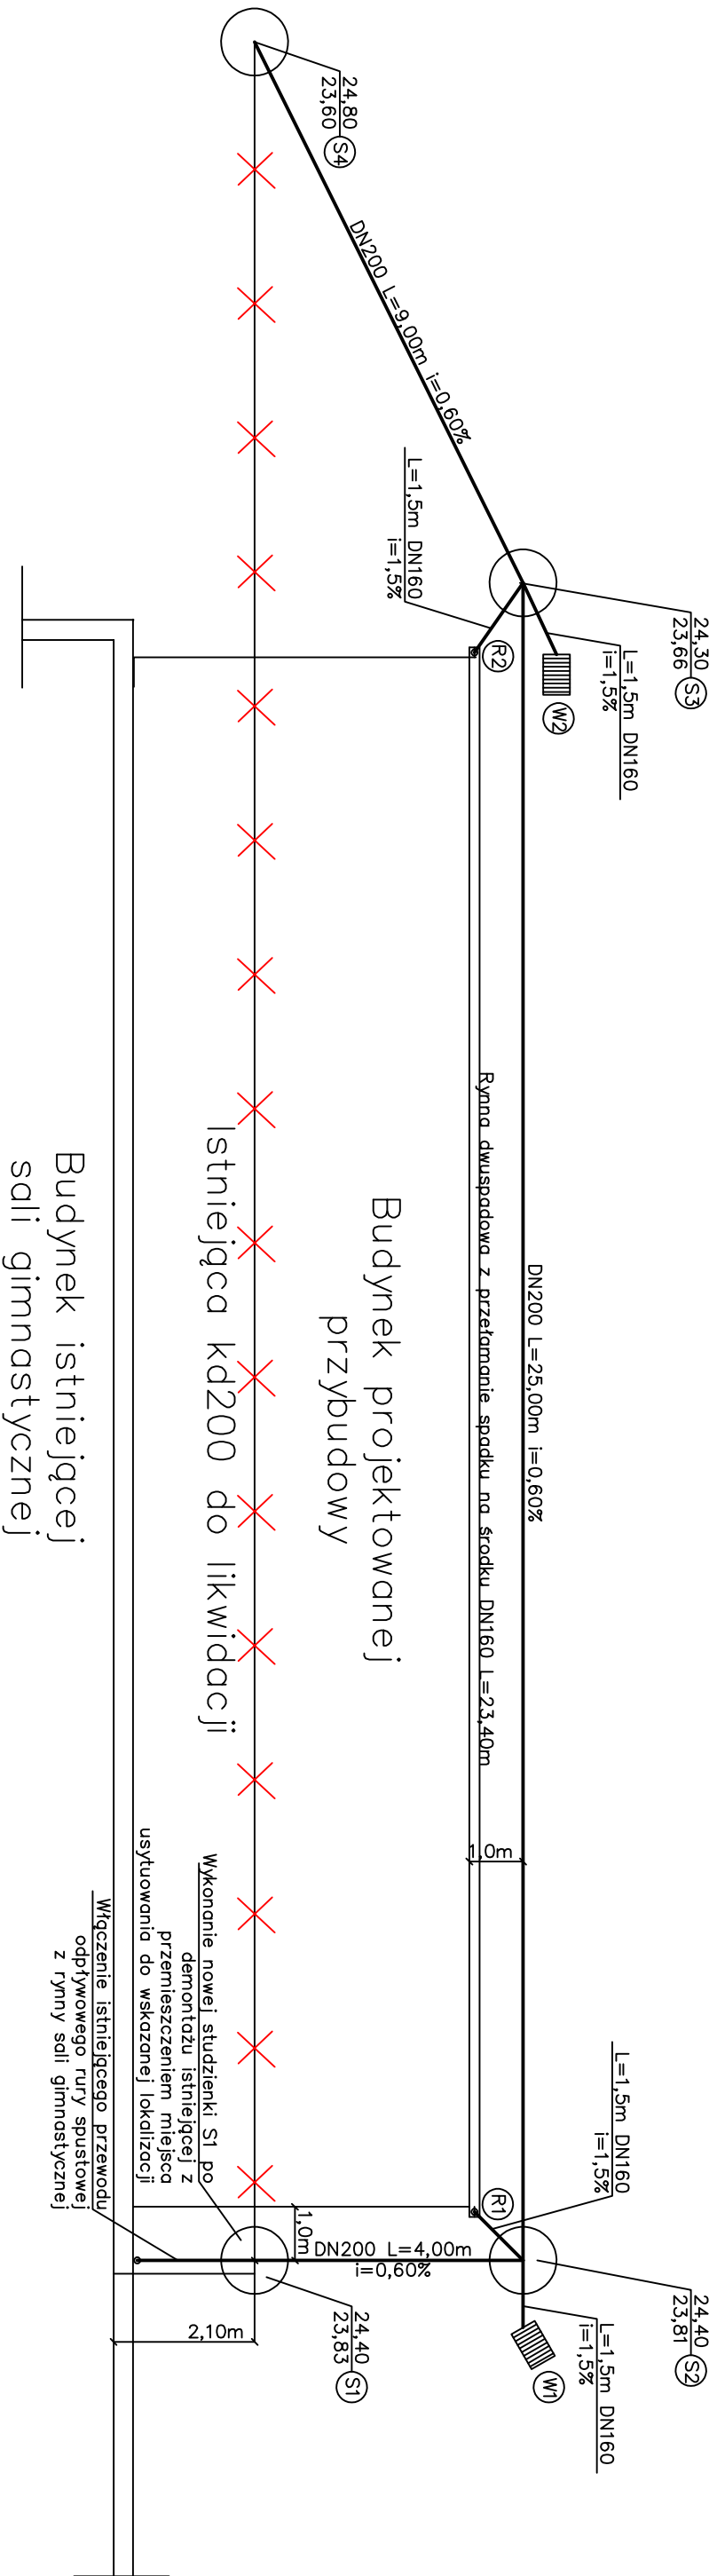 24,80
23,60
S4
DN200 L=9,00m i=0,60%
L=1,5m DN160
i=1,5%
R2
24,30
23,66
S3
L=1,5m DN160
i=1,5%
W2
DN200 L=25,00m i=0,60%
Rynna dwuspadowa z przełamanie spadku na środku DN160 L=23,40m
1,0m
Budynek projektowanej
przybudowy
Istniejąca kd200 do likwidacji
Budynek istniejącej
sali gimnastycznej
Wykonanie nowej studzienki S1 po
demontażu istniejącej z
przemieszczeniem miejsca
usytuowania do wskazanej lokalizacji
Włączenie istniejącego przewodu
odpływowego rury spustowej
z rynny sali gimnastycznej
L=1,5m DN160
i=1,5%
R1
1,0m
DN200 L=4,00m
i=0,60%
24,40
23,81
S2
L=1,5m DN160
i=1,5%
W1
24,40
23,83
S1
2,10m